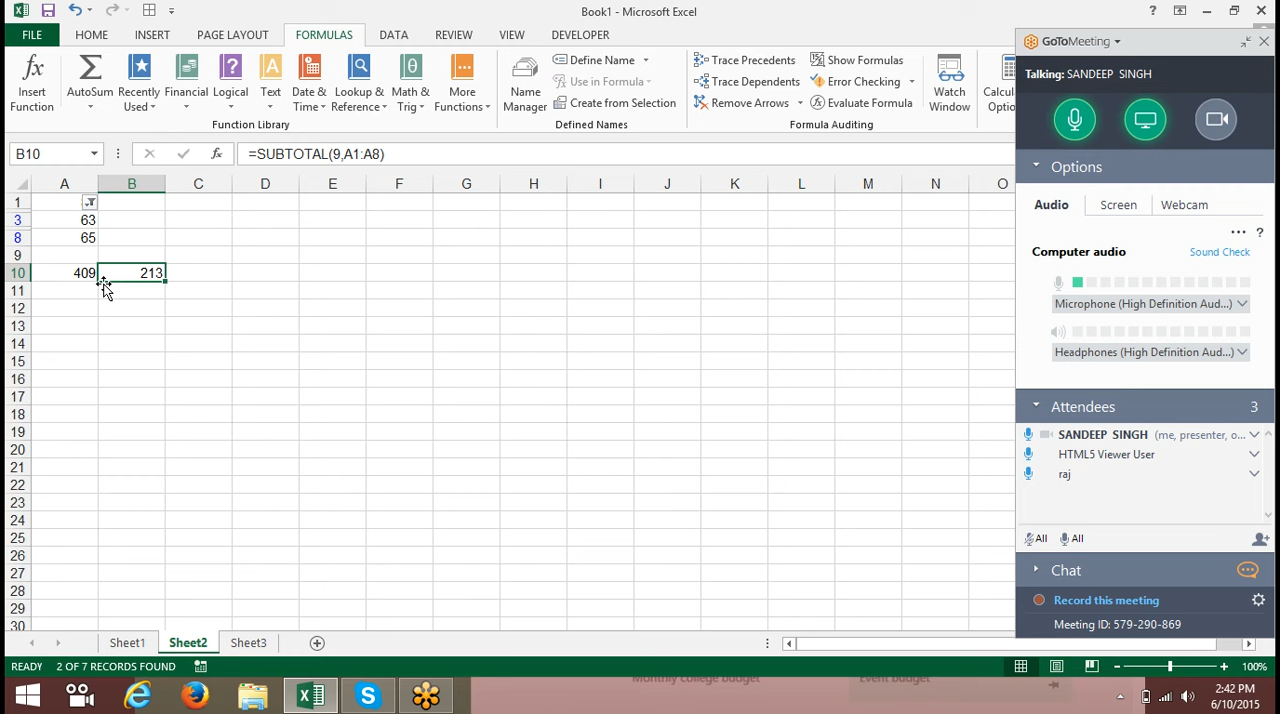 Book1 - Microsoft Excel
FILE HOME INSERT PAGE LAYOUT FORMULAS DATA REVIEW VIEW DEVELOPER
Insert Function
AutoSum
Recently Used
Financial
Logical
Text
Date & Time
Lookup & Reference
Math & Trig
More Functions
Function Library
Name Manager
Define Name
Use in Formula
Create from Selection
Defined Names
Trace Precedents
Trace Dependents
Remove Arrows
Show Formulas
Error Checking
Evaluate Formula
Formula Auditing
Watch Window
B10 fx =SUBTOTAL(9,A1:A8)
A B C D E F G H I J K L M N O
1
3 63
8 65
9
10 409 213
11
12
13
14
15
16
17
18
19
20
21
22
23
24
25
26
27
28
29
30
Sheet1 Sheet2 Sheet3
READY 2 OF 7 RECORDS FOUND 100%
GoToMeeting
Talking: SANDEEP SINGH
Options
Audio Screen Webcam
... ?
Computer audio Sound Check
Microphone (High Definition Aud...)
Headphones (High Definition Aud...)
Attendees 3
SANDEEP SINGH (me, presenter, o...
HTML5 Viewer User
raj
All All
Chat
Record this meeting
Meeting ID: 579-290-869
Monthly college budget Event budget
2:42 PM
6/10/2015